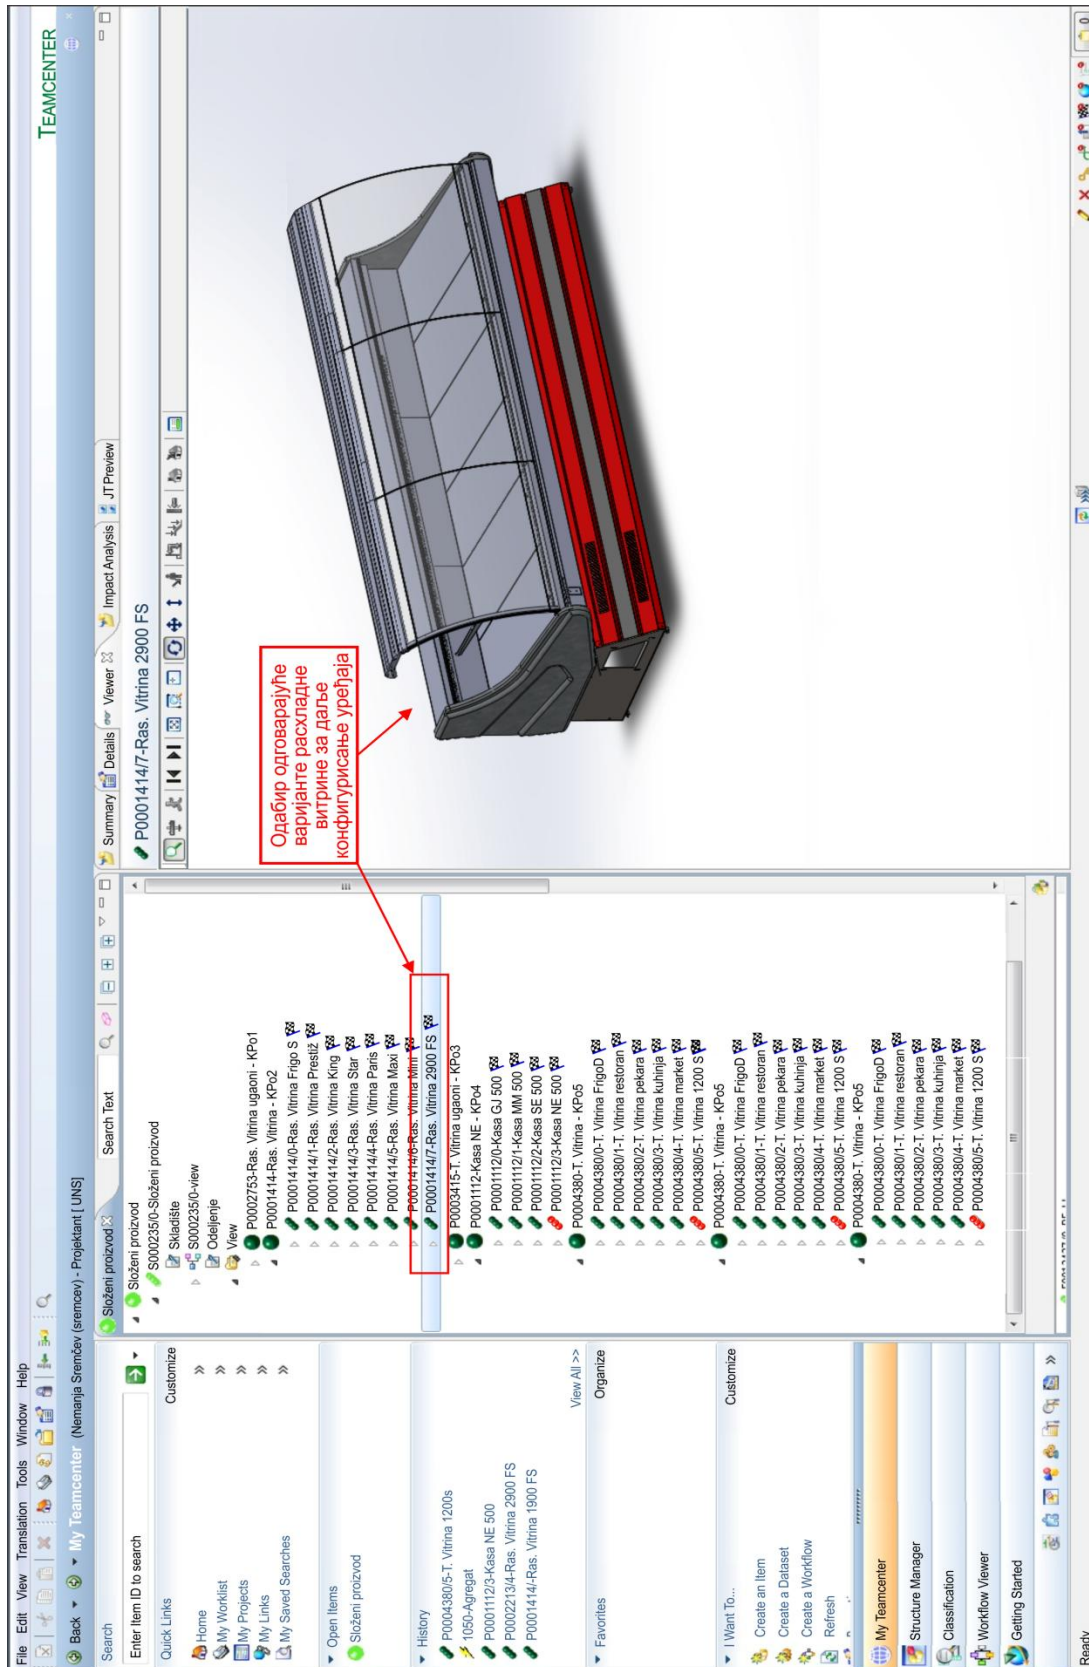 File Edit View Translation Tools Window Help
TEAMCENTER
Back My Teamcenter (Nemanja Sremčev (sremcev) - Projektant [ UNS]
Search
Enter Item ID to search
Quick Links Customize
Home
My Worklist
My Projects
My Links
My Saved Searches
Open Items
Složeni proizvod
History
P0004380/5-T. Vitrina 1200s
1050-Agregat
P0001112/3-Kasa NE 500
P0002213/4-Ras. Vitrina 2900 FS
P0001414/-Ras. Vitrina 1900 FS
View All >>
Favorites Organize
I Want To... Customize
Create an Item
Create a Dataset
Create a Workflow
Refresh
My Teamcenter
Structure Manager
Classification
Workflow Viewer
Getting Started
Ready
Složeni proizvod Search Text
Složeni proizvod
S000235/0-Složeni proizvod
Skladište
S000235/0-view
Odeljenje
View
P0002753-Ras. Vitrina ugaoni - KPo1
P0001414-Ras. Vitrina - KPo2
P0001414/0-Ras. Vitrina Frigo S
P0001414/1-Ras. Vitrina Prestiž
P0001414/2-Ras. Vitrina King
P0001414/3-Ras. Vitrina Star
P0001414/4-Ras. Vitrina Paris
P0001414/5-Ras. Vitrina Maxi
P0001414/6-Ras. Vitrina Mini
P0001414/7-Ras. Vitrina 2900 FS
P0003415-T. Vitrina ugaoni - KPo3
P0001112-Kasa NE - KPo4
P0001112/0-Kasa GJ 500
P0001112/1-Kasa MM 500
P0001112/2-Kasa SE 500
P0001112/3-Kasa NE 500
P0004380-T. Vitrina - KPo5
P0004380/0-T. Vitrina FrigoD
P0004380/1-T. Vitrina restoran
P0004380/2-T. Vitrina pekara
P0004380/3-T. Vitrina kuhinja
P0004380/4-T. Vitrina market
P0004380/5-T. Vitrina 1200 S
P0004380-T. Vitrina - KPo5
P0004380/0-T. Vitrina FrigoD
P0004380/1-T. Vitrina restoran
P0004380/2-T. Vitrina pekara
P0004380/3-T. Vitrina kuhinja
P0004380/4-T. Vitrina market
P0004380/5-T. Vitrina 1200 S
P0004380-T. Vitrina - KPo5
P0004380/0-T. Vitrina FrigoD
P0004380/1-T. Vitrina restoran
P0004380/2-T. Vitrina pekara
P0004380/3-T. Vitrina kuhinja
P0004380/4-T. Vitrina market
P0004380/5-T. Vitrina 1200 S
Summary Details Viewer Impact Analysis JT Preview
P0001414/7-Ras. Vitrina 2900 FS
Одабир одговарајуће
варијанте расхладне
витрине за даље
конфигурисање уређаја
0